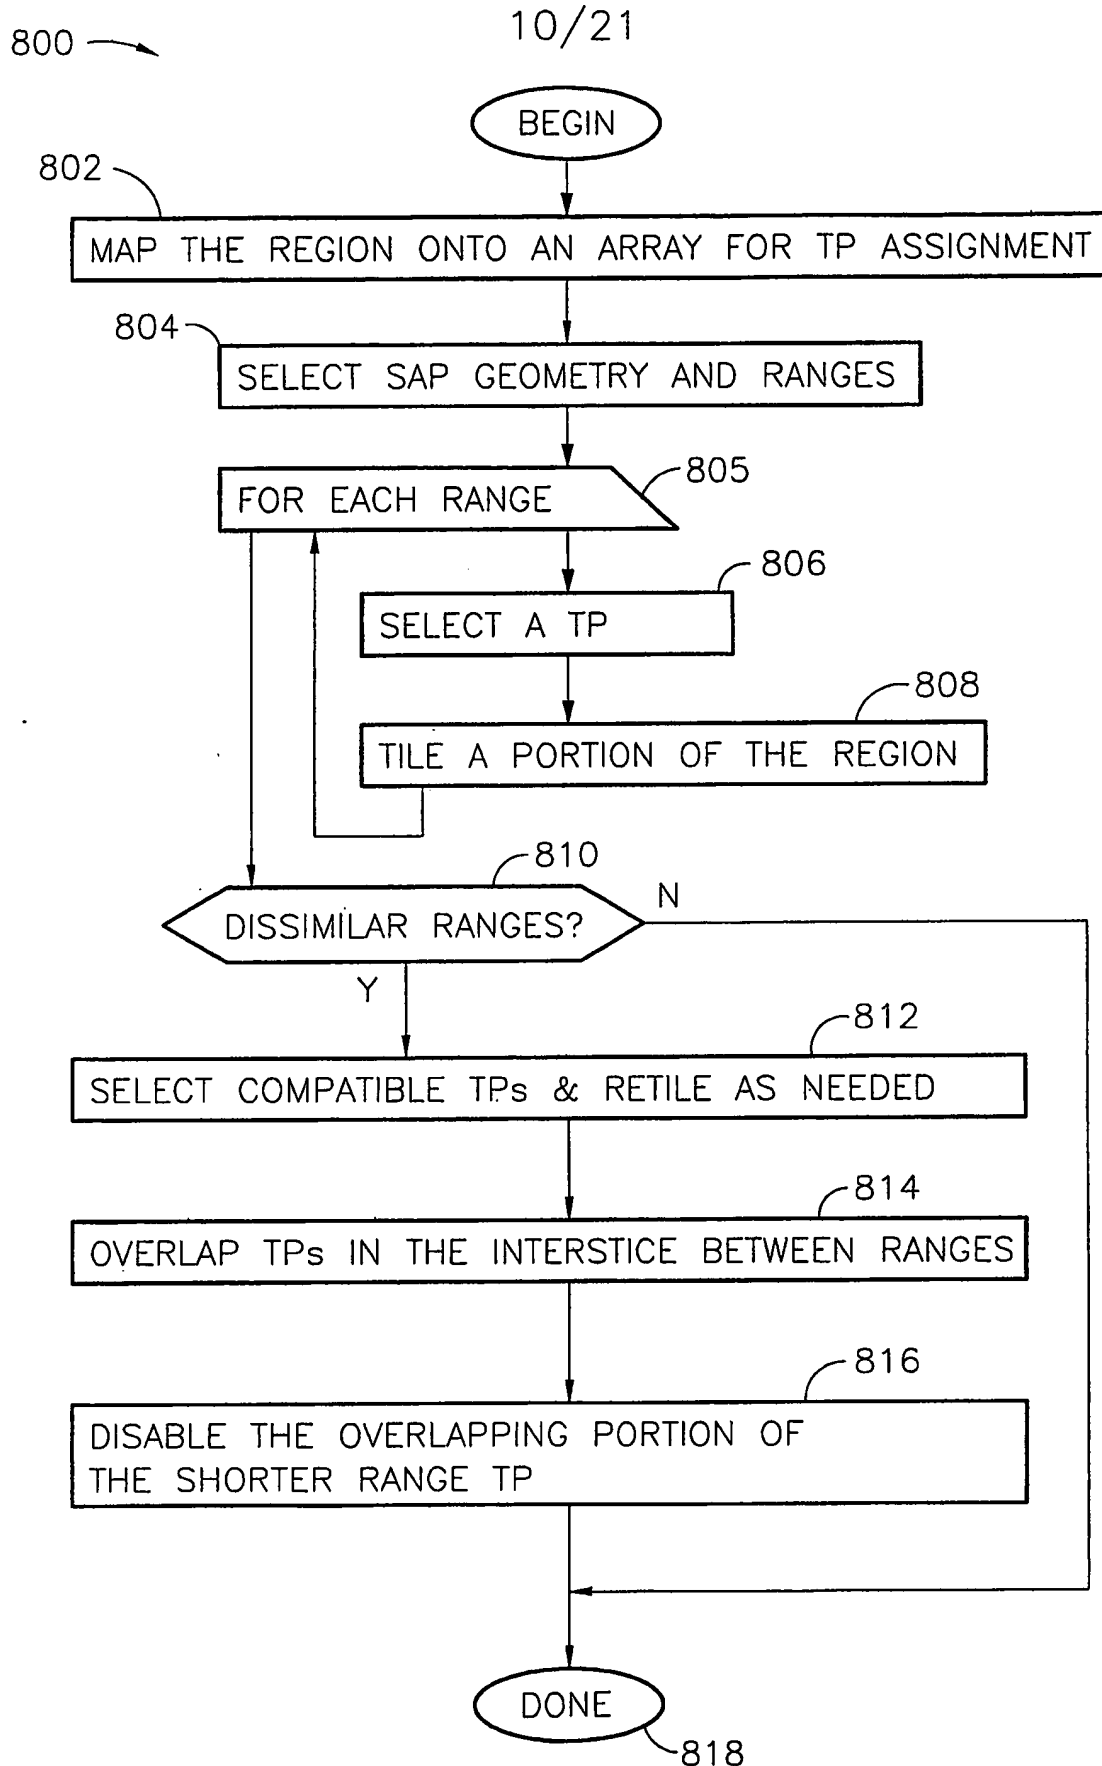 10/21
800
BEGIN
802
MAP THE REGION ONTO AN ARRAY FOR TP ASSIGNMENT
804
SELECT SAP GEOMETRY AND RANGES
FOR EACH RANGE
805
806
SELECT A TP
808
TILE A PORTION OF THE REGION
810
DISSIMILAR RANGES?
N
Y
812
SELECT COMPATIBLE TPs & RETILE AS NEEDED
814
OVERLAP TPs IN THE INTERSTICE BETWEEN RANGES
816
DISABLE THE OVERLAPPING PORTION OF
THE SHORTER RANGE TP
DONE
818